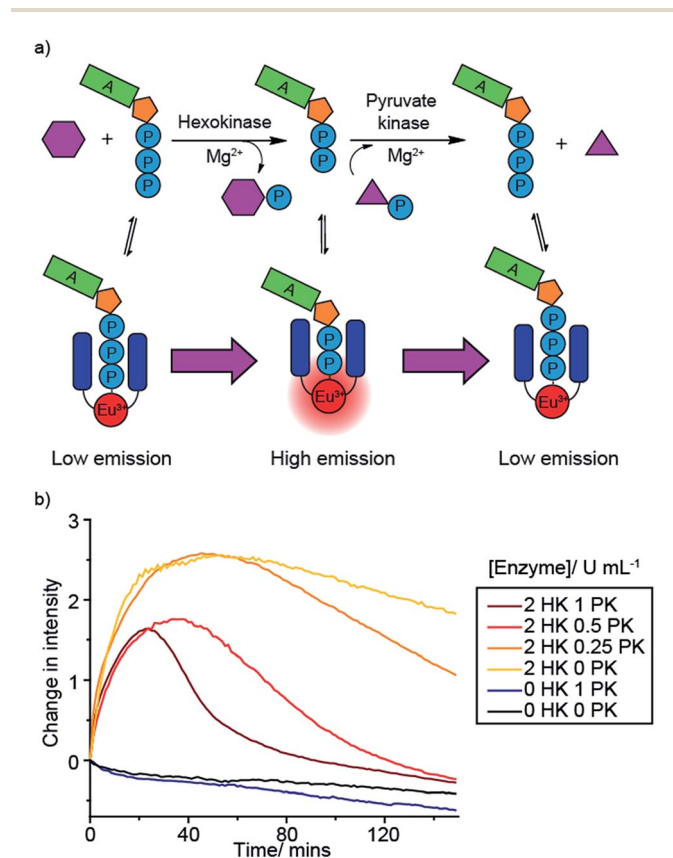 a)
A
A
A
P
P
P
+
Hexokinase
Mg²⁺
P
P
P
Pyruvate
kinase
Mg²⁺
P
P
P
P
+
A
P
P
P
Eu³⁺
A
P
P
Eu³⁺
A
P
P
P
Eu³⁺
Low emission
High emission
Low emission
b)
Change in intensity
3
2
1
0
0
40
80
120
Time/ mins
[Enzyme]/ U mL⁻¹
2 HK 1 PK
2 HK 0.5 PK
2 HK 0.25 PK
2 HK 0 PK
0 HK 1 PK
0 HK 0 PK